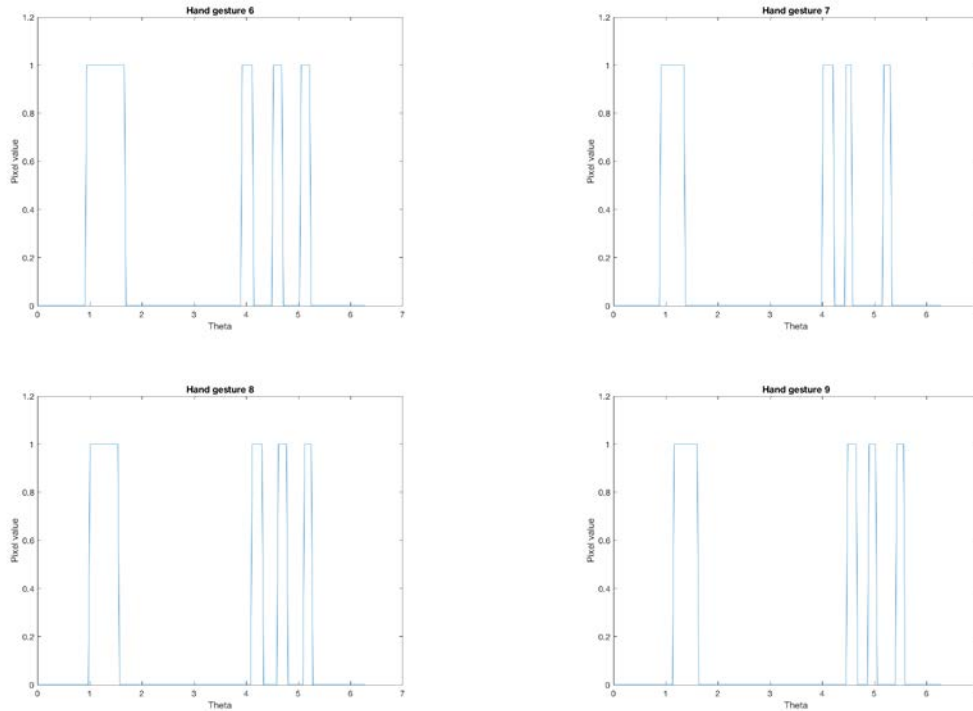 Hand gesture 6
1.2
1
0.8
0.6
0.4
0.2
0
Pixel value
0 1 2 3 4 5 6 7
Theta
Hand gesture 7
1.2
1
0.8
0.6
0.4
0.2
0
Pixel value
0 1 2 3 4 5 6
Theta
Hand gesture 8
1.2
1
0.8
0.6
0.4
0.2
0
Pixel value
0 1 2 3 4 5 6 7
Theta
Hand gesture 9
1.2
1
0.8
0.6
0.4
0.2
0
Pixel value
0 1 2 3 4 5 6
Theta